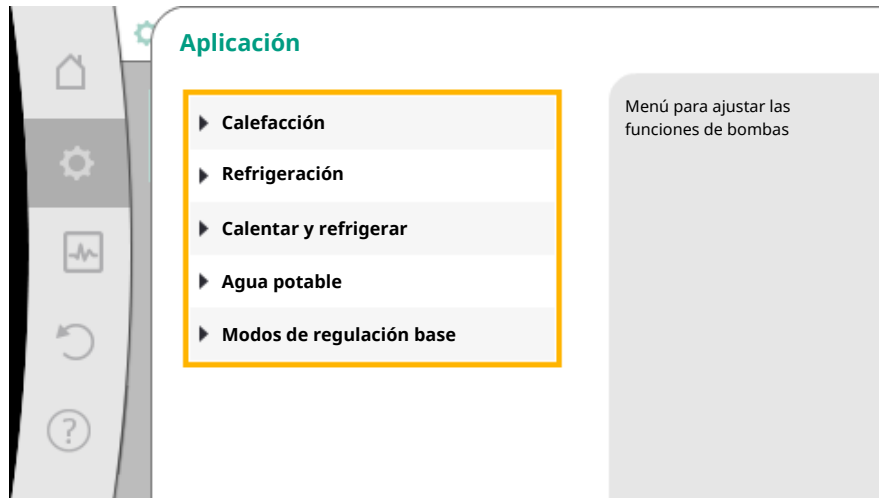 Aplicación
Calefacción
Refrigeración
Calentar y refrigerar
Agua potable
Modos de regulación base
Menú para ajustar las
funciones de bombas
?